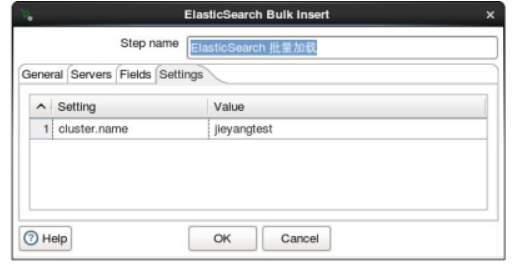 ElasticSearch Bulk Insert
Step name ElasticSearch 批量加载
General Servers Fields Settings
Setting Value
1 cluster.name jieyangtest
Help OK Cancel